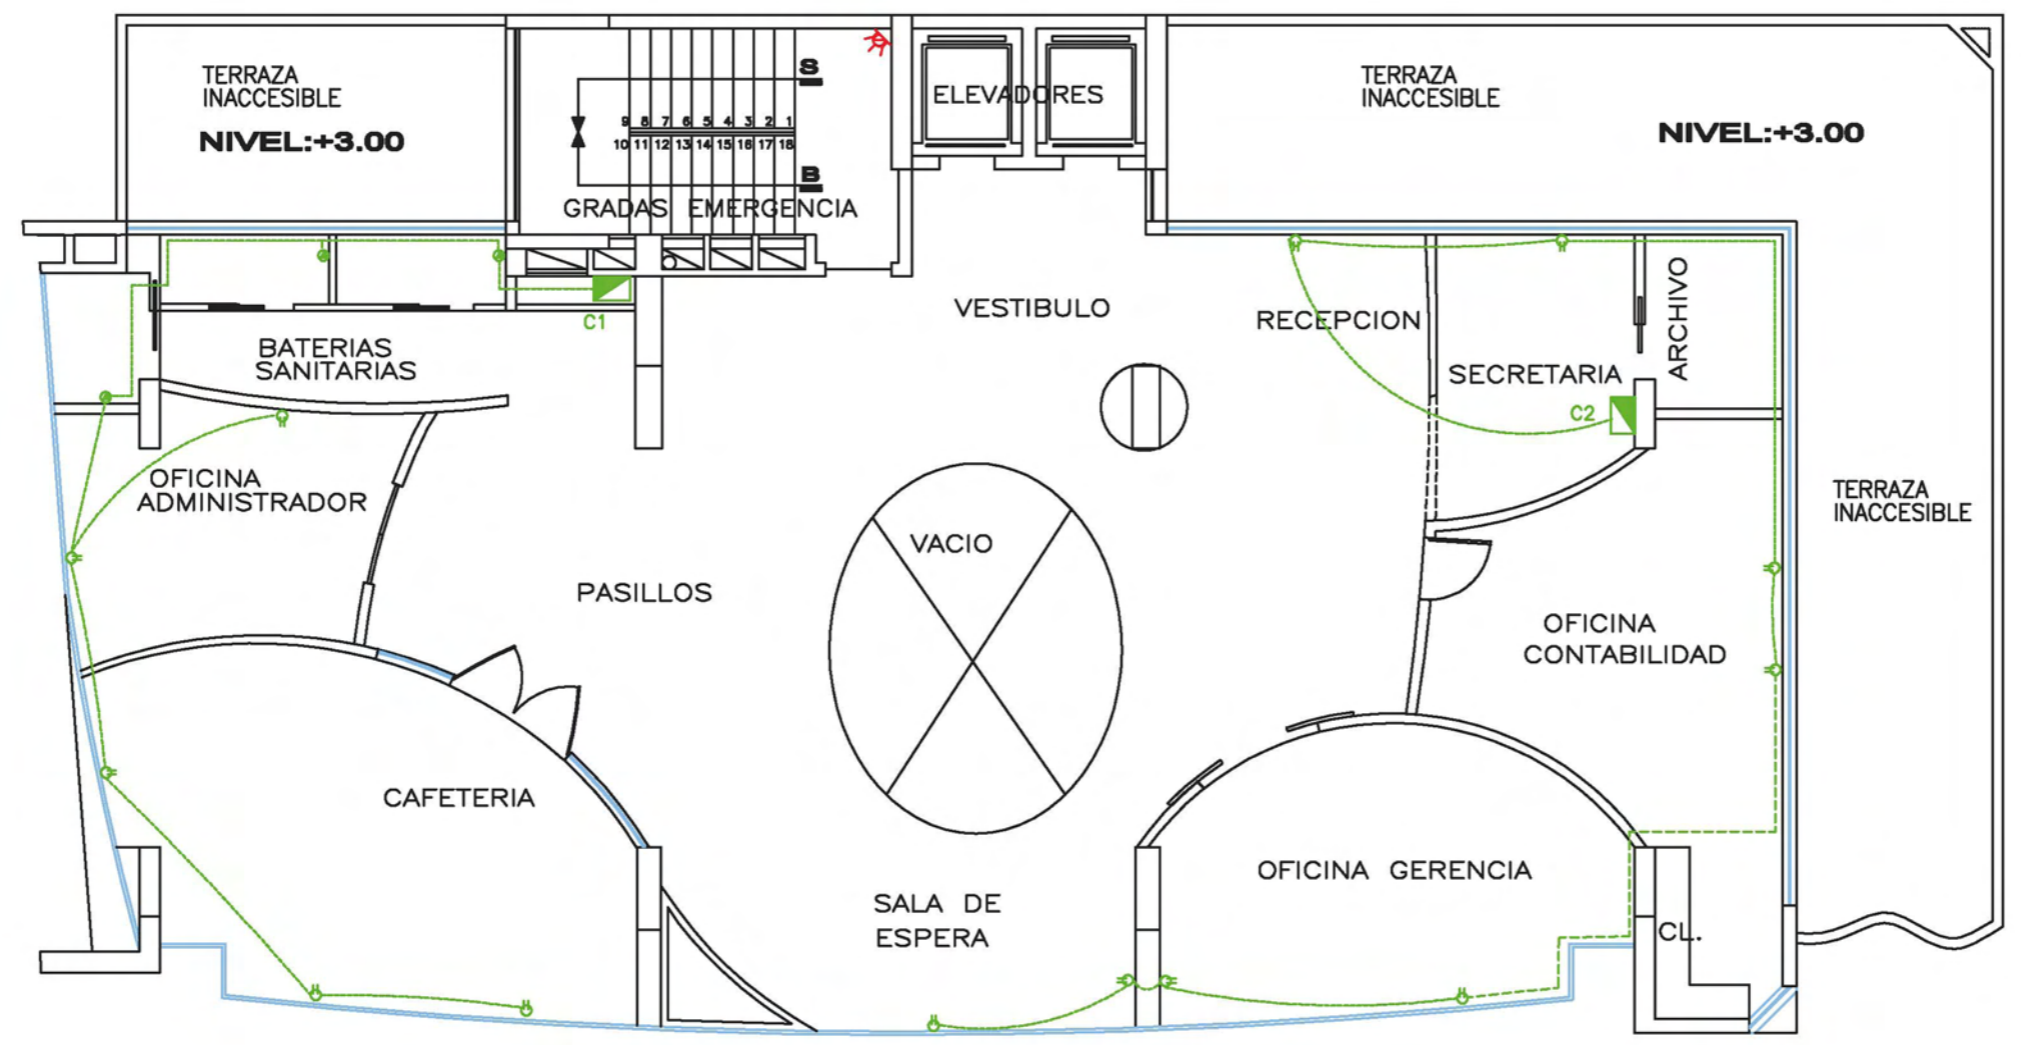 TERRAZA
INACCESIBLE
NIVEL:+3.00
S
9 8 7 6 5 4 3 2 1
10 11 12 13 14 15 16 17 18
B
GRADAS EMERGENCIA
ELEVADORES
TERRAZA
INACCESIBLE
NIVEL:+3.00
C1
BATERIAS
SANITARIAS
VESTIBULO
RECEPCION
SECRETARIA
ARCHIVO
C2
OFICINA
ADMINISTRADOR
PASILLOS
VACIO
TERRAZA
INACCESIBLE
OFICINA
CONTABILIDAD
CAFETERIA
OFICINA GERENCIA
SALA DE
ESPERA
CL.